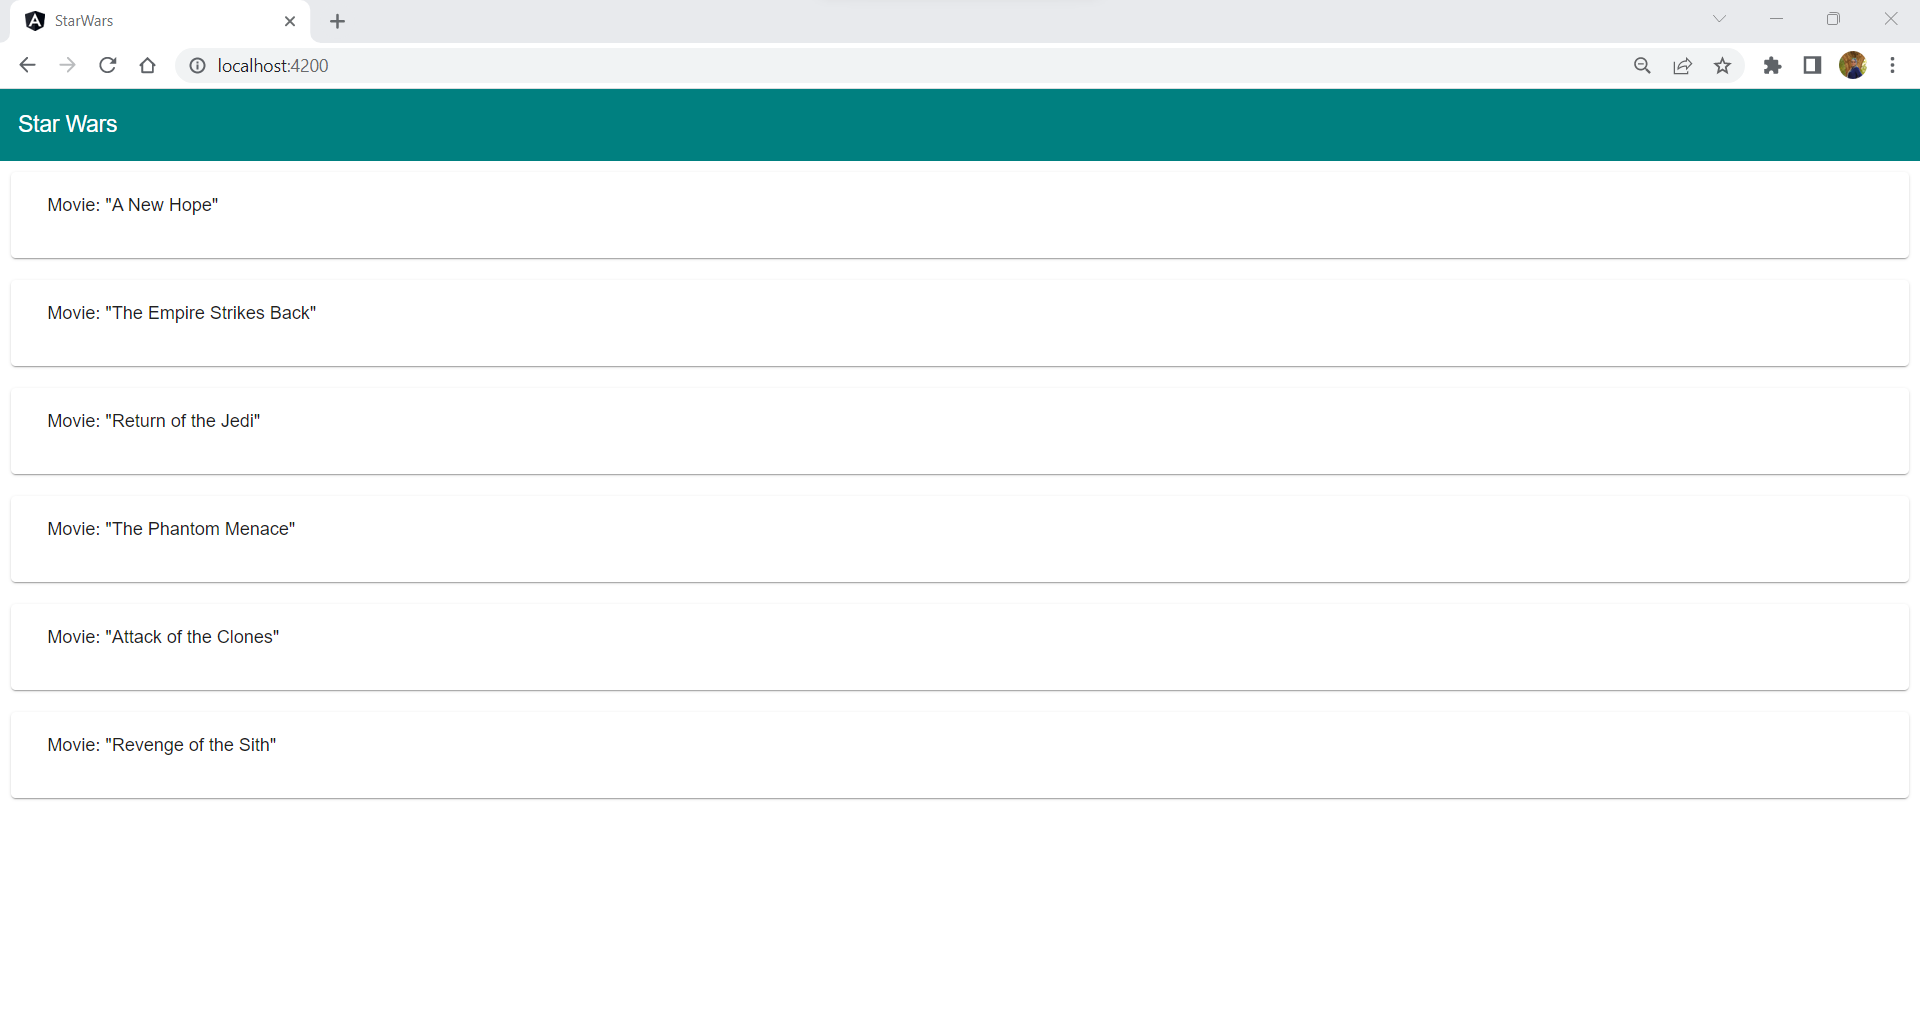 StarWars
localhost:4200
Star Wars
Movie: "A New Hope"
Movie: "The Empire Strikes Back"
Movie: "Return of the Jedi"
Movie: "The Phantom Menace"
Movie: "Attack of the Clones"
Movie: "Revenge of the Sith"